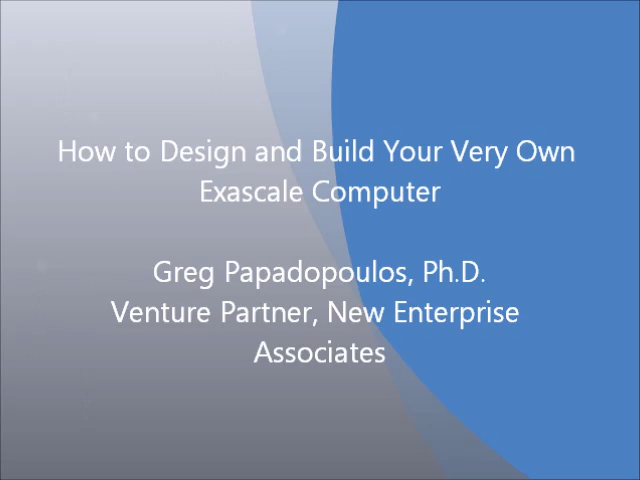 How to Design and Build Your Very Own
Exascale Computer
Greg Papadopoulos, Ph.D.
Venture Partner, New Enterprise
Associates